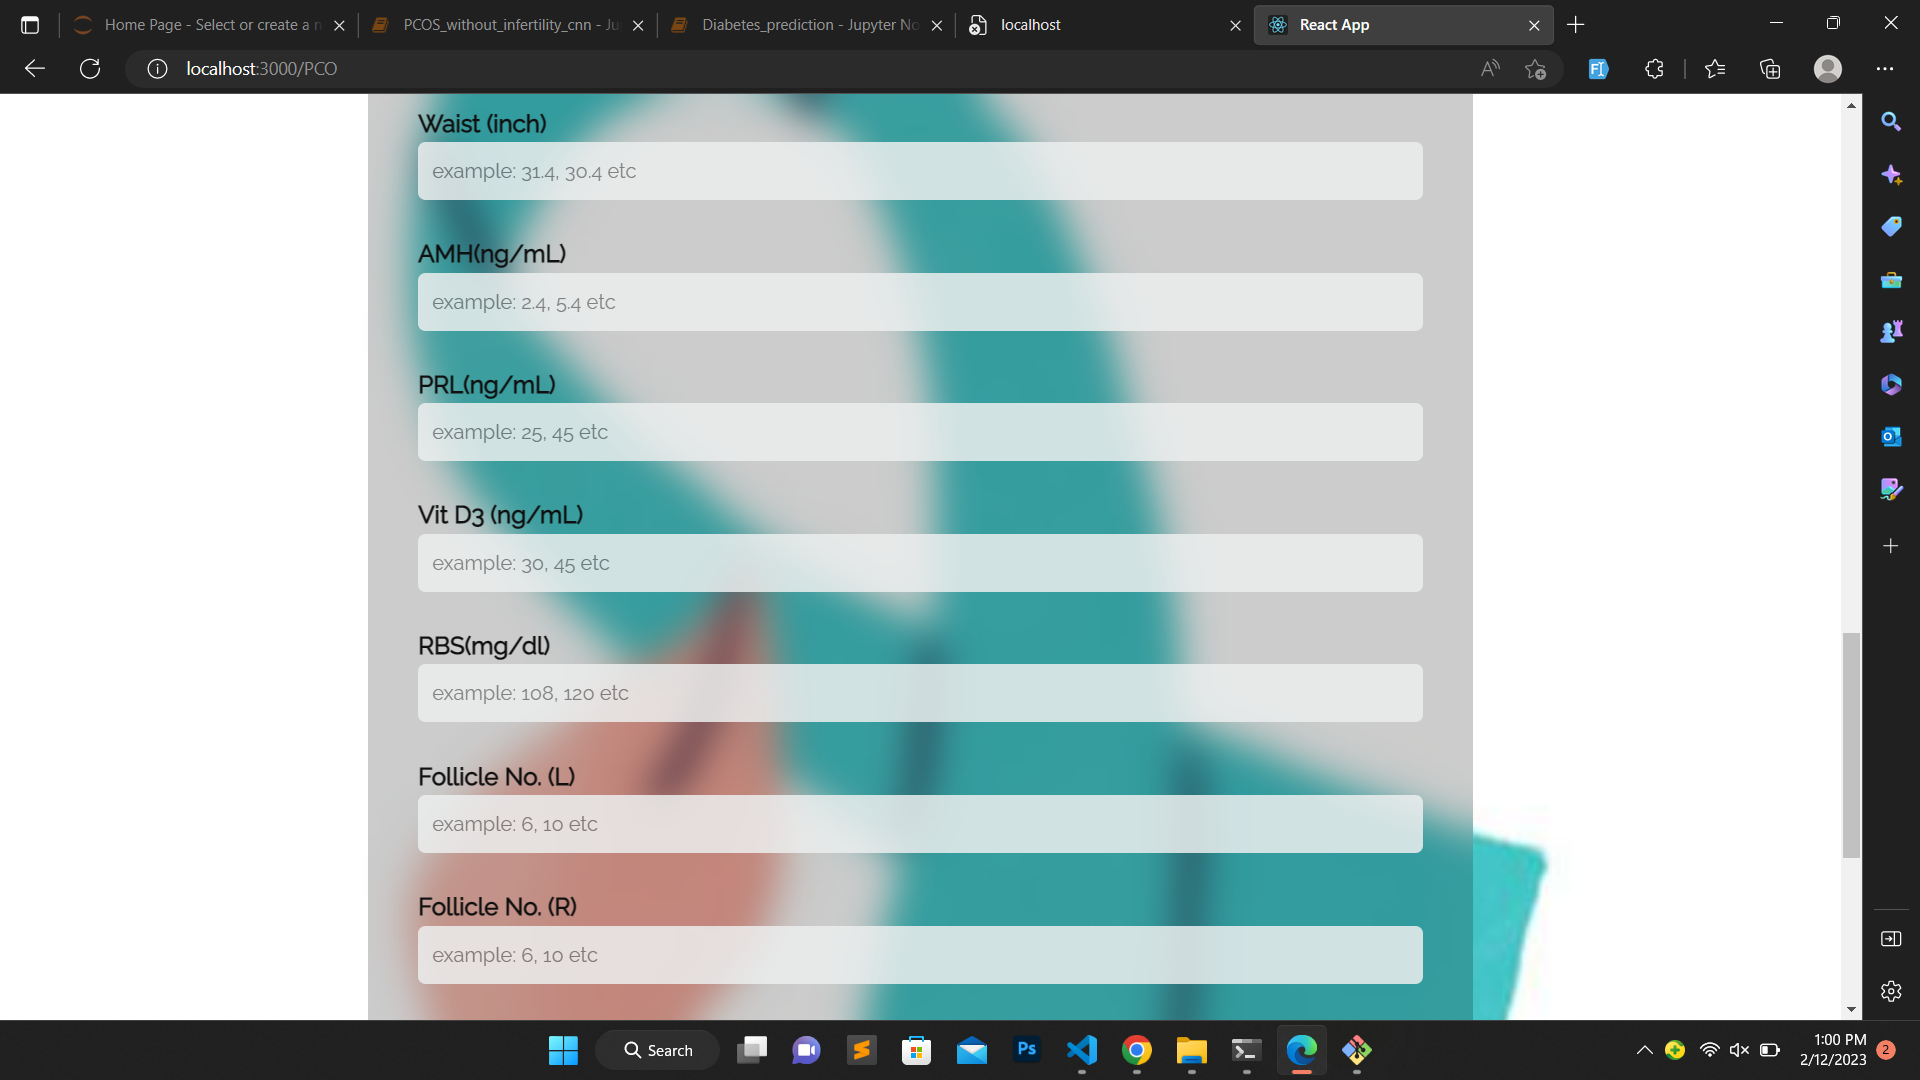 Home Page - Select or create a n
PCOS_without_infertility_cnn - Ju
Diabetes_prediction - Jupyter No
localhost
React App
localhost:3000/PCO
Waist (inch)
example: 31.4, 30.4 etc
AMH(ng/mL)
example: 2.4, 5.4 etc
PRL(ng/mL)
example: 25, 45 etc
Vit D3 (ng/mL)
example: 30, 45 etc
RBS(mg/dl)
example: 108, 120 etc
Follicle No. (L)
example: 6, 10 etc
Follicle No. (R)
example: 6, 10 etc
Search
Ps
1:00 PM
2/12/2023
2